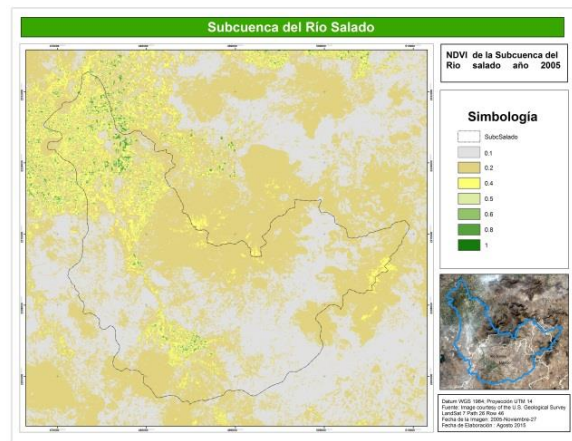 Subcuenca del Río Salado
NDVI de la Subcuenca del
Río salado año 2005
Simbología
SubcSalado
0.1
0.2
0.4
0.5
0.6
0.8
1
Datum WGS 1984, Proyección UTM 14
Fuente: Image courtesy of the U.S. Geological Survey
LandSat 7 Path 26 Row 46
Fecha de la Imagen: 2005-Noviembre-27
Fecha de Elaboración : Agosto 2010